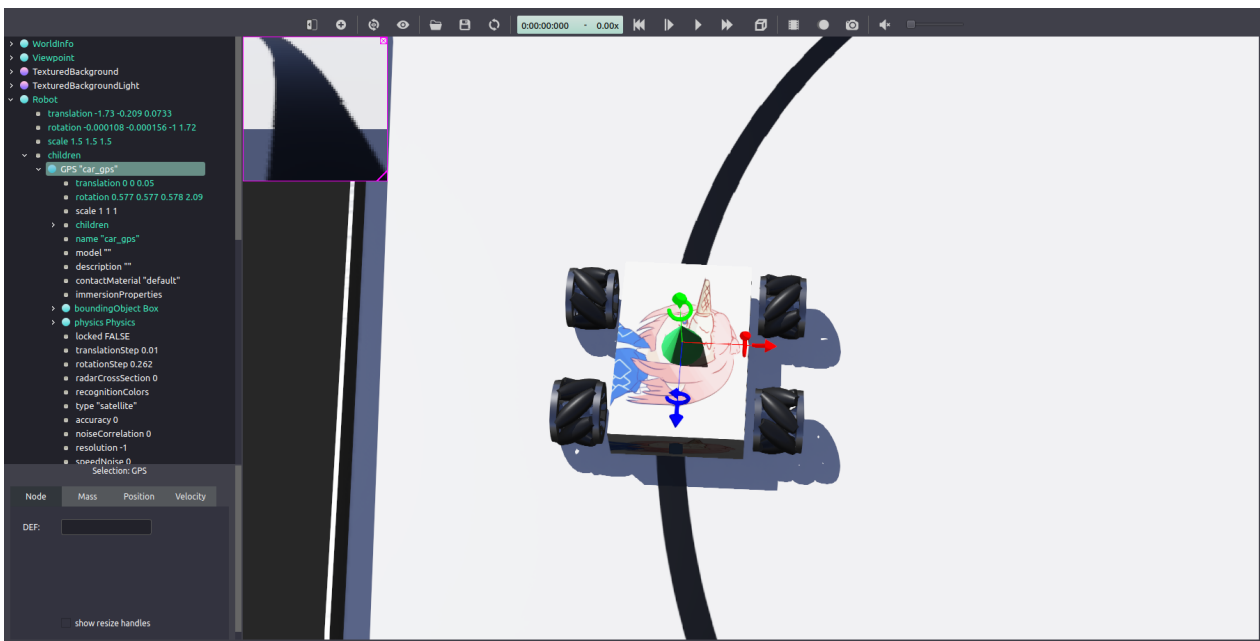 0:00:00:000 - 0.00x
WorldInfo
Viewpoint
TexturedBackground
TexturedBackgroundLight
Robot
translation -1.73 -0.209 0.0733
rotation -0.000108 -0.000156 -1 1.72
scale 1.5 1.5 1.5
children
GPS "car_gps"
translation 0 0 0.05
rotation 0.577 0.577 0.578 2.09
scale 1 1 1
children
name "car_gps"
model ""
description ""
contactMaterial "default"
immersionProperties
boundingObject Box
physics Physics
locked FALSE
translationStep 0.01
rotationStep 0.262
radarCrossSection 0
recognitionColors
type "satellite"
accuracy 0
noiseCorrelation 0
resolution -1
speedNoise 0
Selection: GPS
Node Mass Position Velocity
DEF:
show resize handles